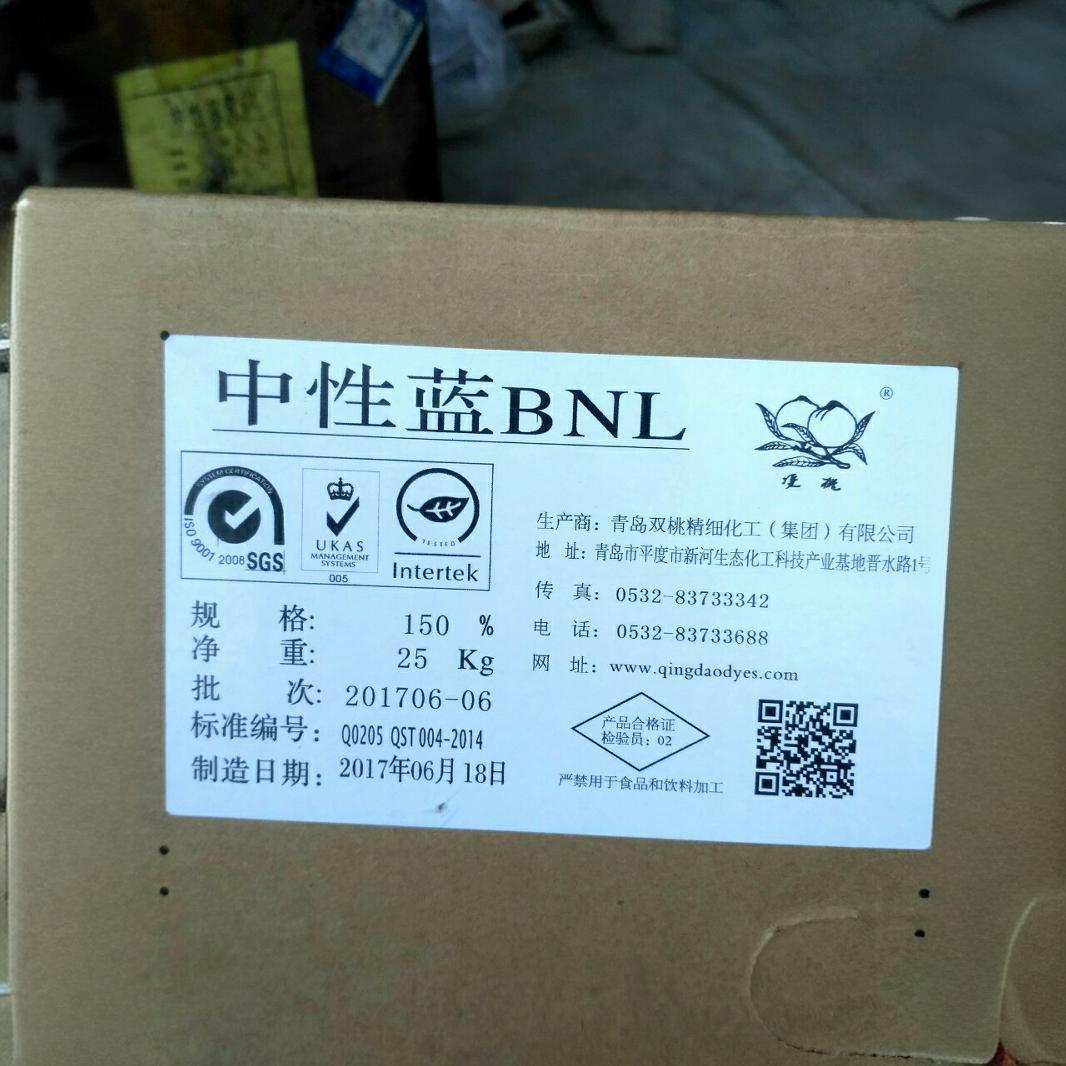 中性蓝BNL
®
SYSTEM CERTIFICATION
ISO 9001:2008 SGS
UKAS
MANAGEMENT
SYSTEMS
005
TESTED
Intertek
规 格: 150 %
净 重: 25 Kg
批 次: 201706-06
标准编号: Q0205 QST004-2014
制造日期: 2017年06月18日
生产商: 青岛双桃精细化工(集团)有限公司
地 址: 青岛市平度市新河生态化工科技产业基地晋水路1号
传 真: 0532-83733342
电 话: 0532-83733688
网 址: www.qingdaodyes.com
产品合格证
检验员: 02
严禁用于食品和饮料加工